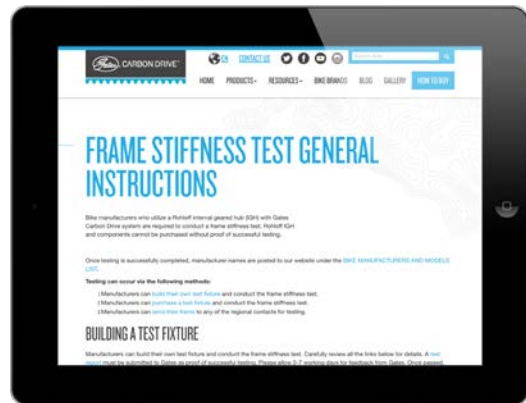 Gates CARBON DRIVE™
EN CONTACT US
HOME PRODUCTS RESOURCES BIKE BRANDS BLOG GALLERY HOW TO BUY
FRAME STIFFNESS TEST GENERAL
INSTRUCTIONS
Bike manufacturers who utilize a Rohloff internal geared hub (IGH) with Gates
Carbon Drive system are required to conduct a frame stiffness test. Rohloff IGH
and components cannot be purchased without proof of successful testing.
Once testing is successfully completed, manufacturer names are posted to our website under the BIKE MANUFACTURERS AND MODELS
LIST.
Testing can occur via the following methods:
Manufacturers can build their own test fixture and conduct the frame stiffness test.
Manufacturers can purchase a test fixture and conduct the frame stiffness test.
Manufacturers can send their frame to any of the regional contacts for testing.
BUILDING A TEST FIXTURE
Manufacturers can build their own test fixture and conduct the frame stiffness test. Carefully review all the links below for details. A test
report must be submitted to Gates as proof of successful testing. Please allow 3-7 working days for feedback from Gates. Once passed,